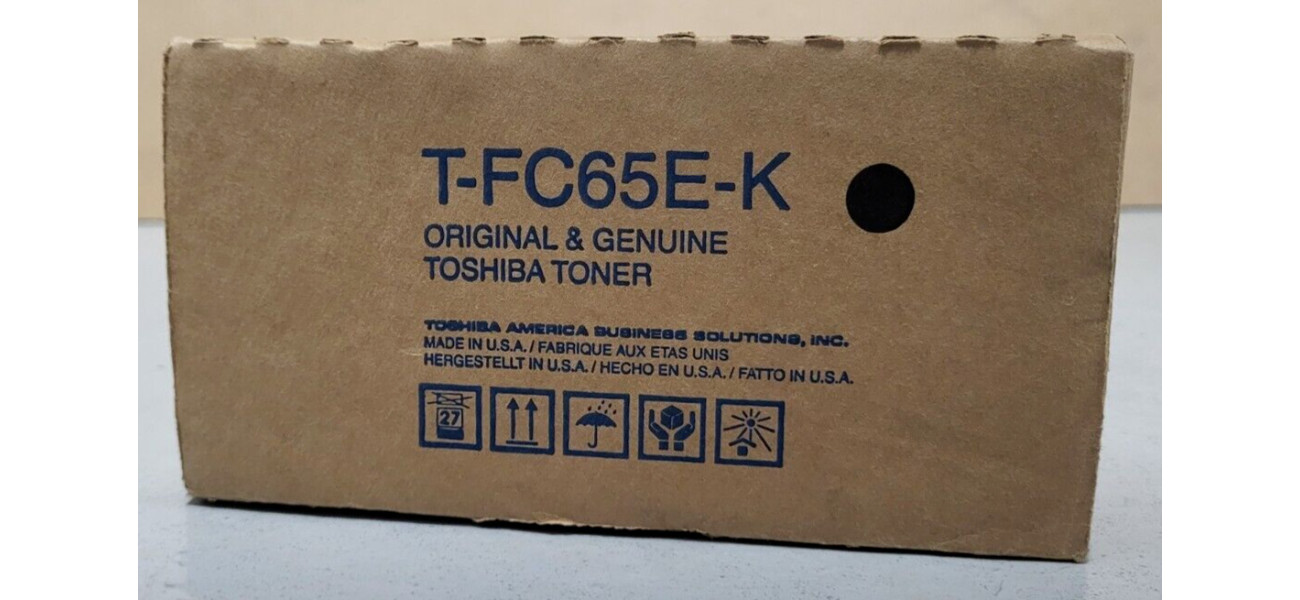 T-FC65E-K
ORIGINAL & GENUINE
TOSHIBA TONER
TOSHIBA AMERICA BUSINESS SOLUTIONS, INC.
MADE IN U.S.A. / FABRIQUE AUX ETAS UNIS
HERGESTELLT IN U.S.A. / HECHO EN U.S.A. / FATTO IN U.S.A.
27